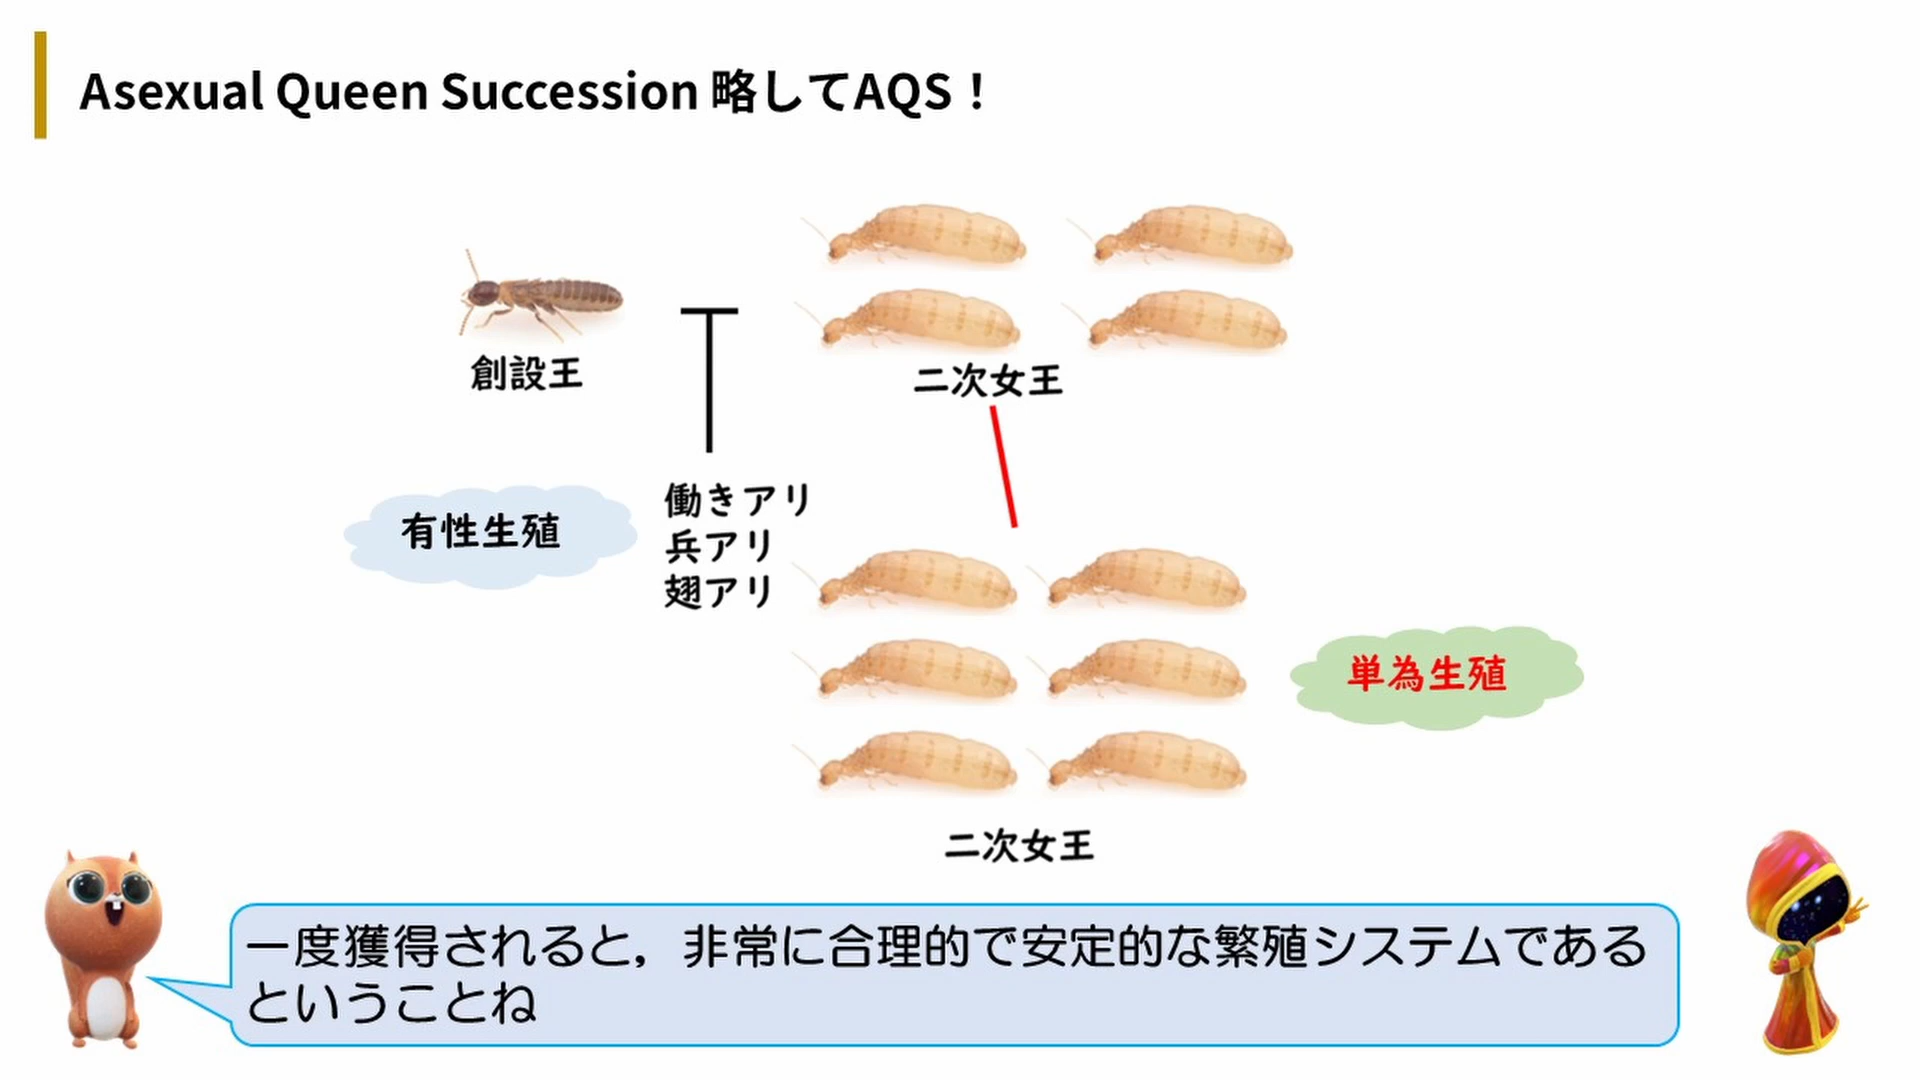 Asexual Queen Succession 略してAQS！
創設王
二次女王
有性生殖
働きアリ
兵アリ
翅アリ
単為生殖
二次女王
一度獲得されると，非常に合理的で安定的な繁殖システムである
ということね